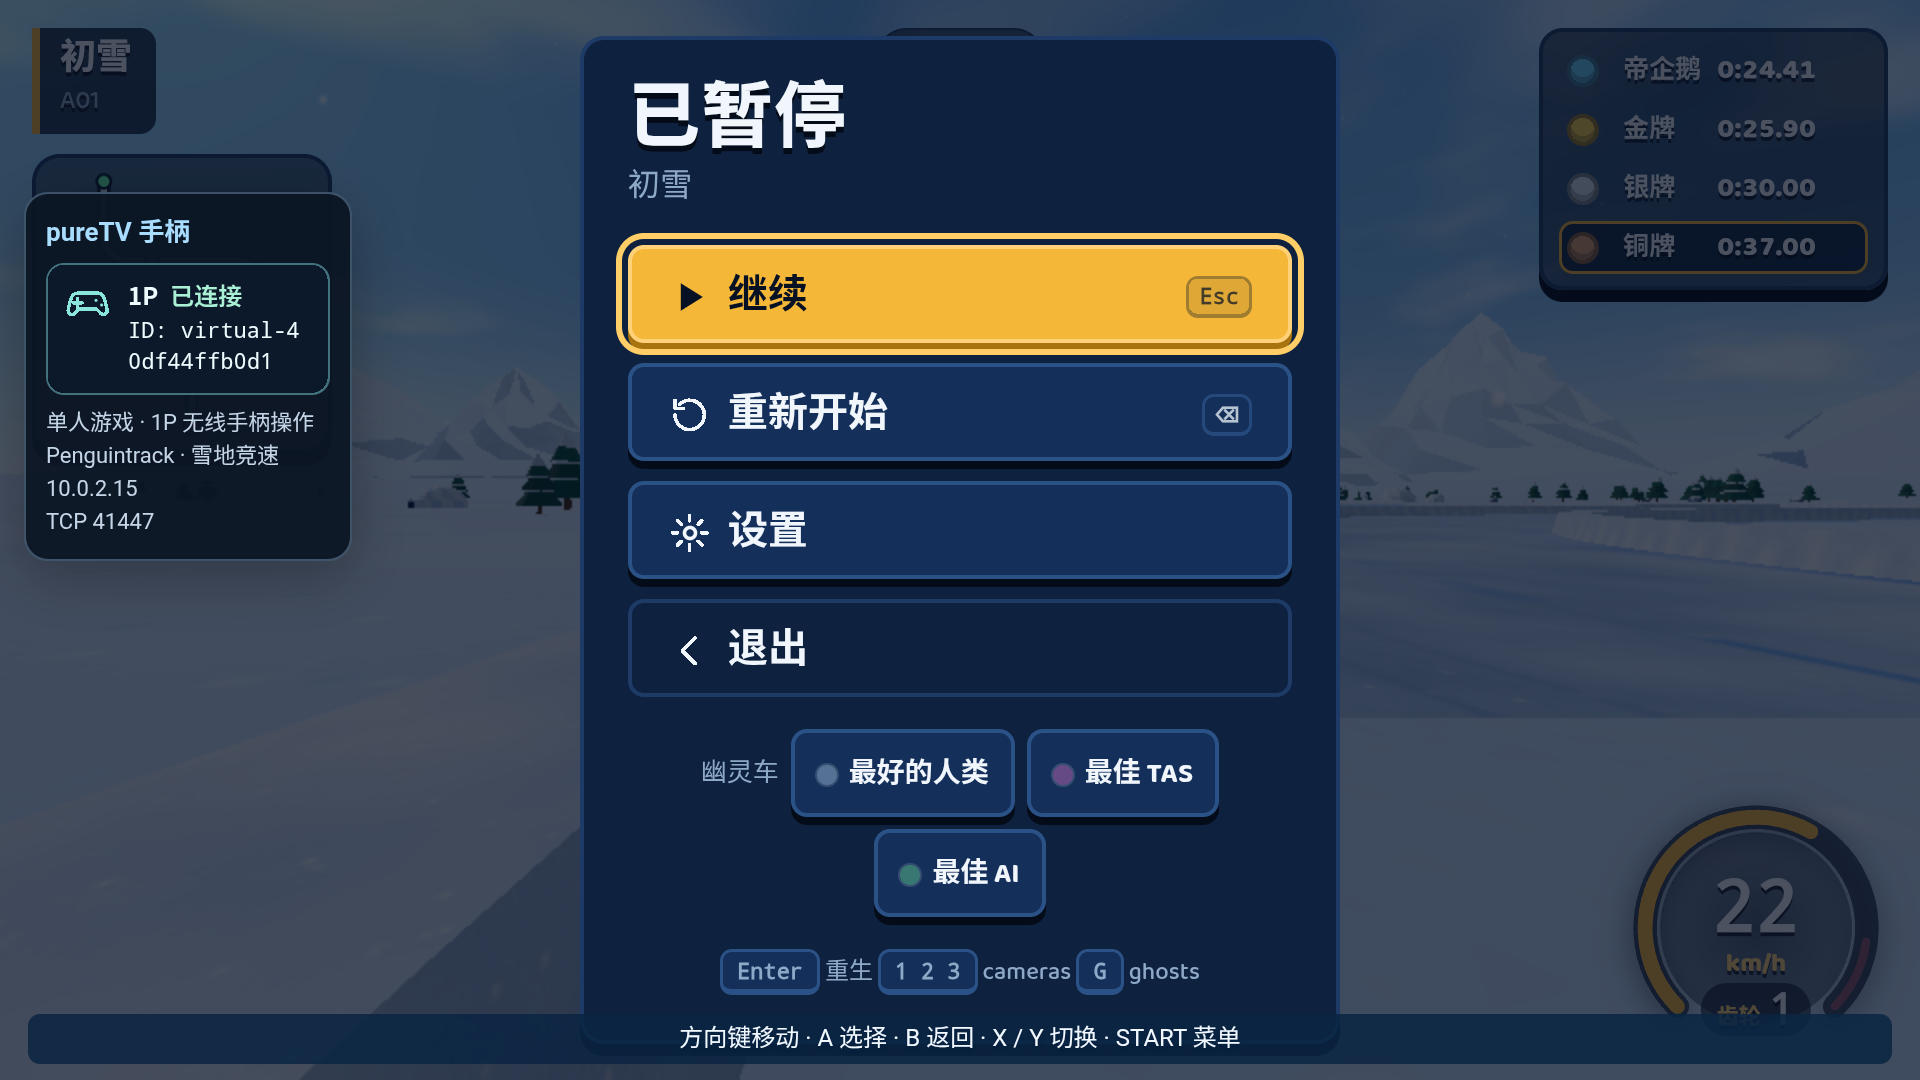 初雪
A01
pureTV 手柄
1P 已连接
ID: virtual-4
0df44ffb0d1
单人游戏 · 1P 无线手柄操作
Penguintrack · 雪地竞速
10.0.2.15
TCP 41447
已暂停
初雪
继续 Esc
重新开始
设置
退出
幽灵车 最好的人类 最佳 TAS
最佳 AI
Enter 重生 1 2 3 cameras G ghosts
方向键移动 · A 选择 · B 返回 · X / Y 切换 · START 菜单
帝企鹅 0:24.41
金牌 0:25.90
银牌 0:30.00
铜牌 0:37.00
22
km/h
齿轮 1